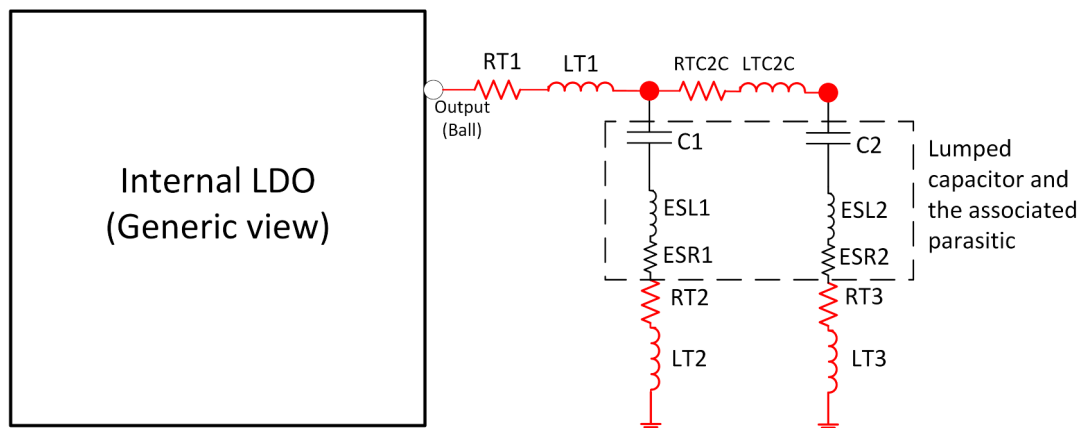 Internal LDO
(Generic view)
Output
(Ball)
RT1
LT1
RTC2C
LTC2C
C1
ESL1
ESR1
RT2
LT2
C2
ESL2
ESR2
RT3
LT3
Lumped
capacitor and
the associated
parasitic